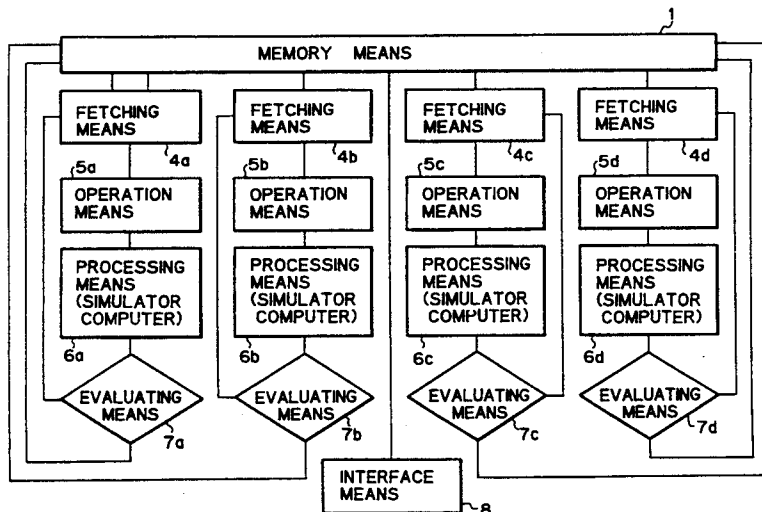 1
MEMORY MEANS
FETCHING
MEANS
4a
FETCHING
MEANS
4b
FETCHING
MEANS
4c
FETCHING
MEANS
4d
5a
OPERATION
MEANS
5b
OPERATION
MEANS
5c
OPERATION
MEANS
5d
OPERATION
MEANS
PROCESSING
MEANS
(SIMULATOR
COMPUTER)
6a
PROCESSING
MEANS
(SIMULATOR
COMPUTER)
6b
PROCESSING
MEANS
(SIMULATOR
COMPUTER)
6c
PROCESSING
MEANS
(SIMULATOR
COMPUTER)
6d
EVALUATING
MEANS
7a
EVALUATING
MEANS
7b
EVALUATING
MEANS
7c
EVALUATING
MEANS
7d
INTERFACE
MEANS
8